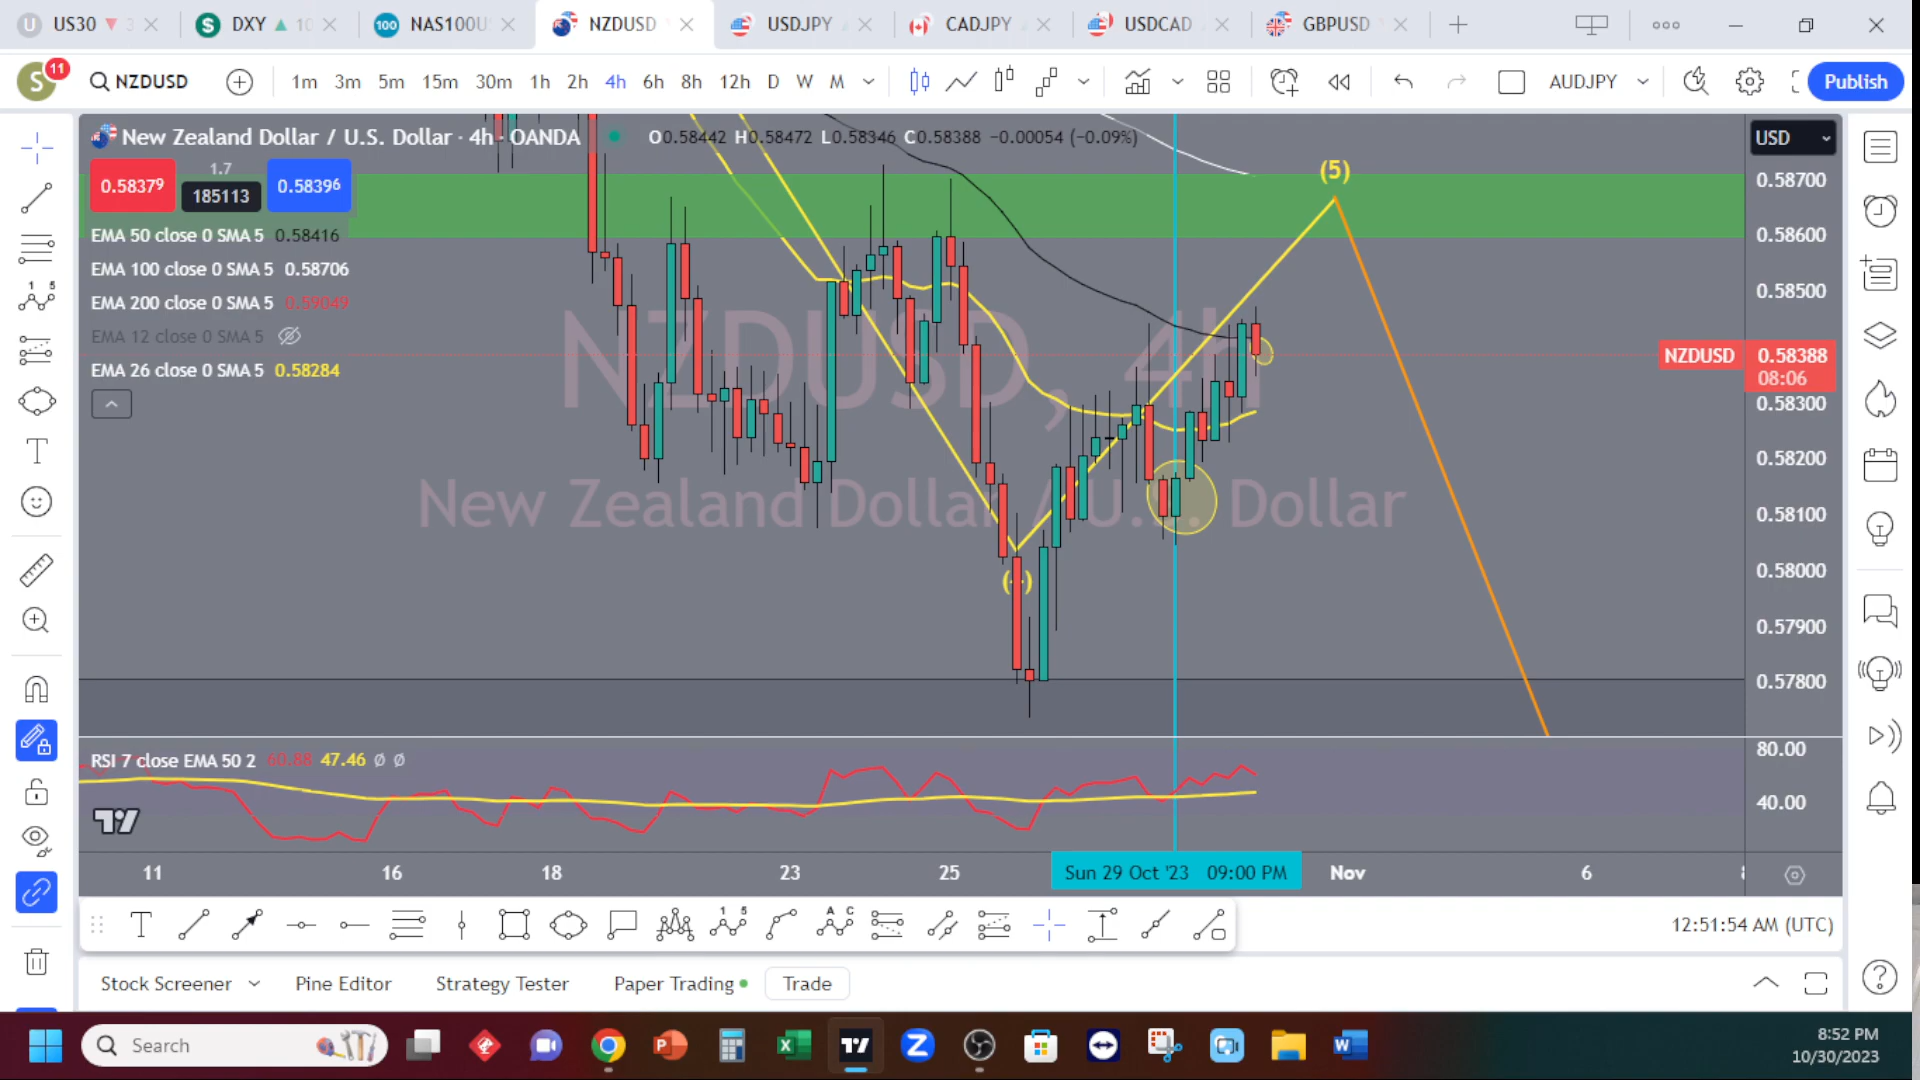 US30 3
DXY 10
NAS100U
NZDUSD
USDJPY
CADJPY
USDCAD
GBPUSD
S 11
NZDUSD
1m 3m 5m 15m 30m 1h 2h 4h 6h 8h 12h D W M
AUDJPY
Publish
New Zealand Dollar / U.S. Dollar · 4h · OANDA
O0.58442 H0.58472 L0.58346 C0.58388 −0.00054 (−0.09%)
USD
0.58379 1.7 185113 0.58396
EMA 50 close 0 SMA 5 0.58416
EMA 100 close 0 SMA 5 0.58706
EMA 200 close 0 SMA 5 0.59049
EMA 12 close 0 SMA 5
EMA 26 close 0 SMA 5 0.58284
(5)
NZDUSD, 4h
New Zealand Dollar / U.S. Dollar
0.58700
0.58600
0.58500
NZDUSD 0.58388
08:06
0.58300
0.58200
0.58100
0.58000
0.57900
0.57800
RSI 7 close EMA 50 2 60.88 47.46 ∅ ∅
80.00
40.00
11 16 18 23 25 Sun 29 Oct '23 09:00 PM Nov 6
12:51:54 AM (UTC)
Stock Screener Pine Editor Strategy Tester Paper Trading Trade
Search
8:52 PM
10/30/2023